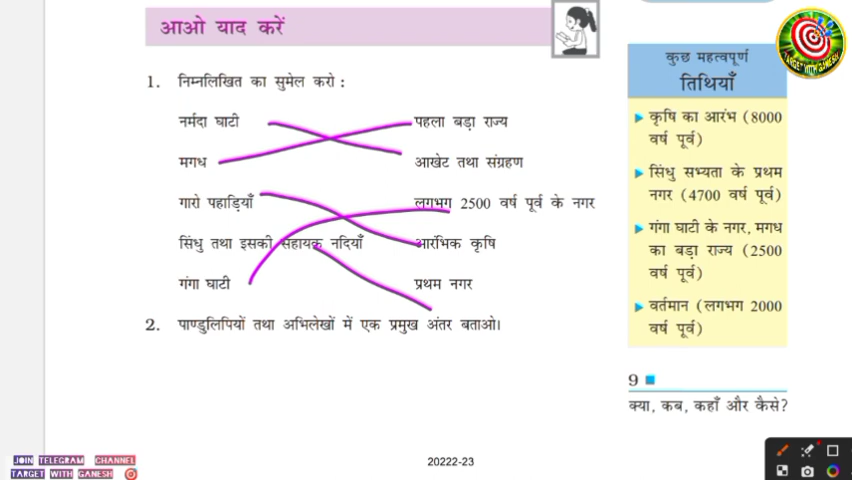 आओ याद करें
1. निम्नलिखित का सुमेल करो :
नर्मदा घाटी पहला बड़ा राज्य
मगध आखेट तथा संग्रहण
गारो पहाड़ियाँ लगभग 2500 वर्ष पूर्व के नगर
सिंधु तथा इसकी सहायक नदियाँ आरंभिक कृषि
गंगा घाटी प्रथम नगर
2. पाण्डुलिपियों तथा अभिलेखों में एक प्रमुख अंतर बताओ।
कुछ महत्वपूर्ण
तिथियाँ
कृषि का आरंभ (8000
वर्ष पूर्व)
सिंधु सभ्यता के प्रथम
नगर (4700 वर्ष पूर्व)
गंगा घाटी के नगर, मगध
का बड़ा राज्य (2500
वर्ष पूर्व)
वर्तमान (लगभग 2000
वर्ष पूर्व)
9
क्या, कब, कहाँ और कैसे?
20222-23
JOIN TELEGRAM CHANNEL
TARGET WITH GANESH
TARGET WITH GANESH